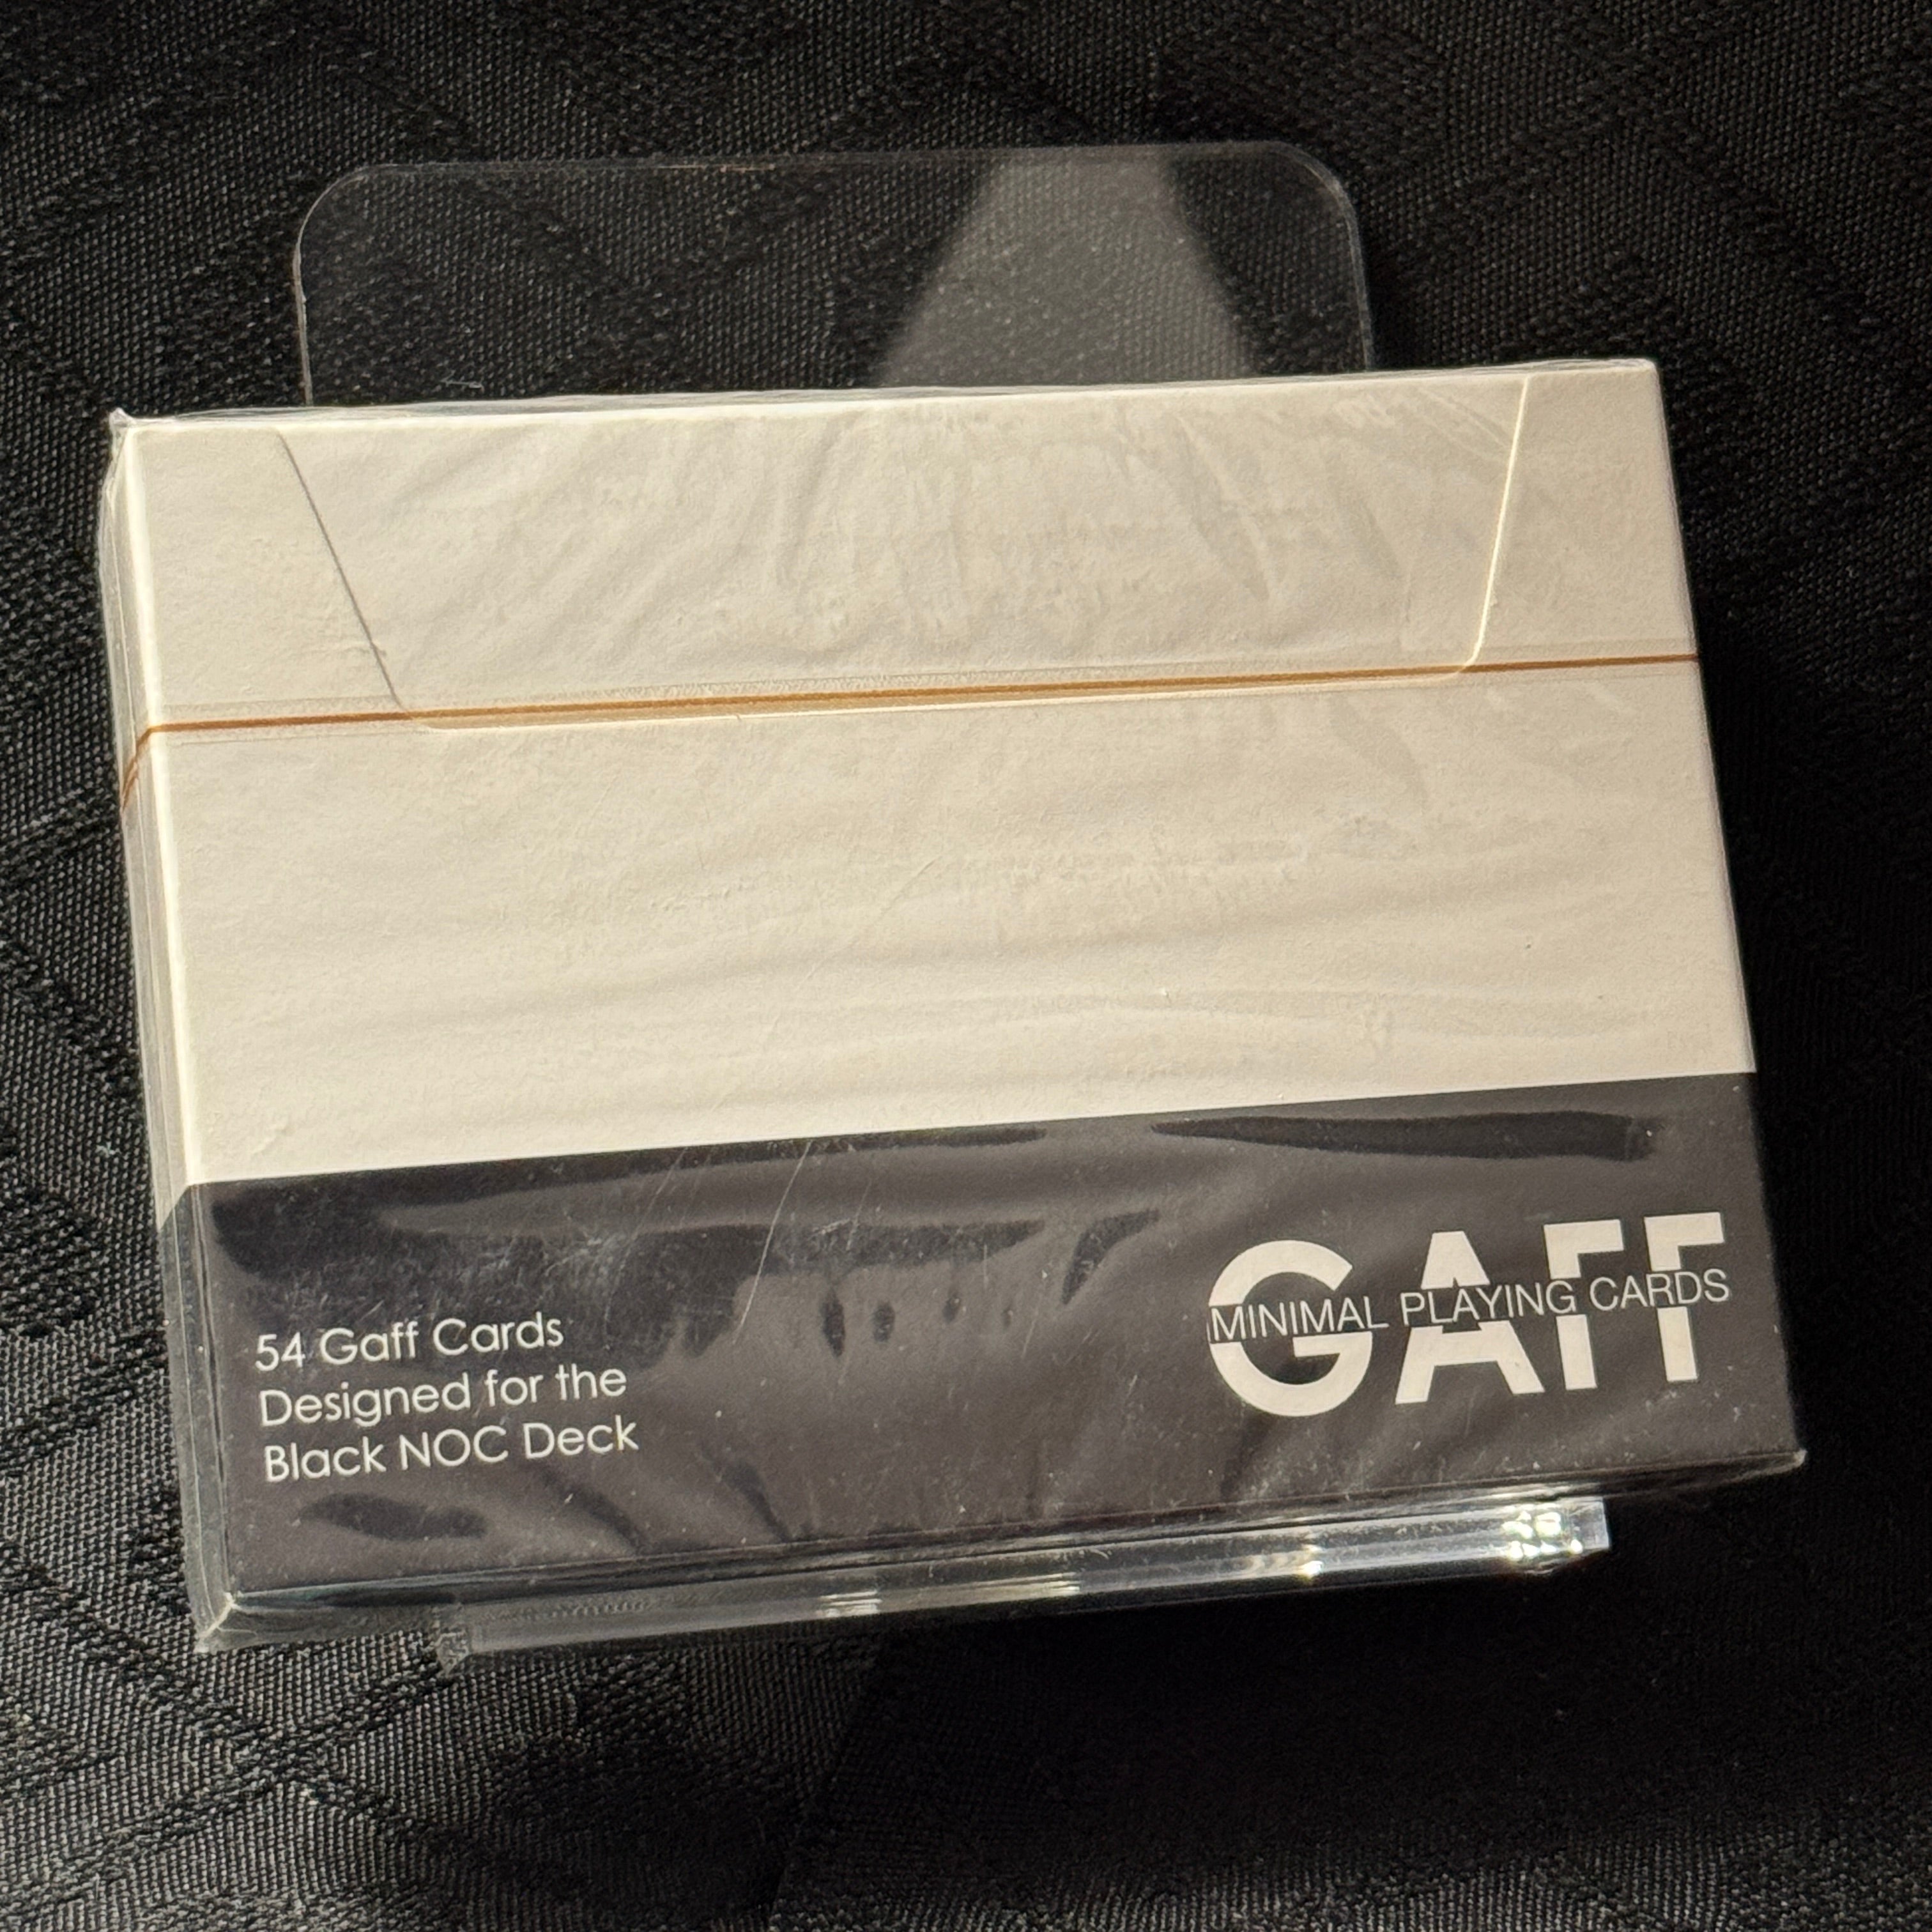 54 Gaff Cards
Designed for the
Black NOC Deck
GAFF
MINIMAL PLAYING CARDS